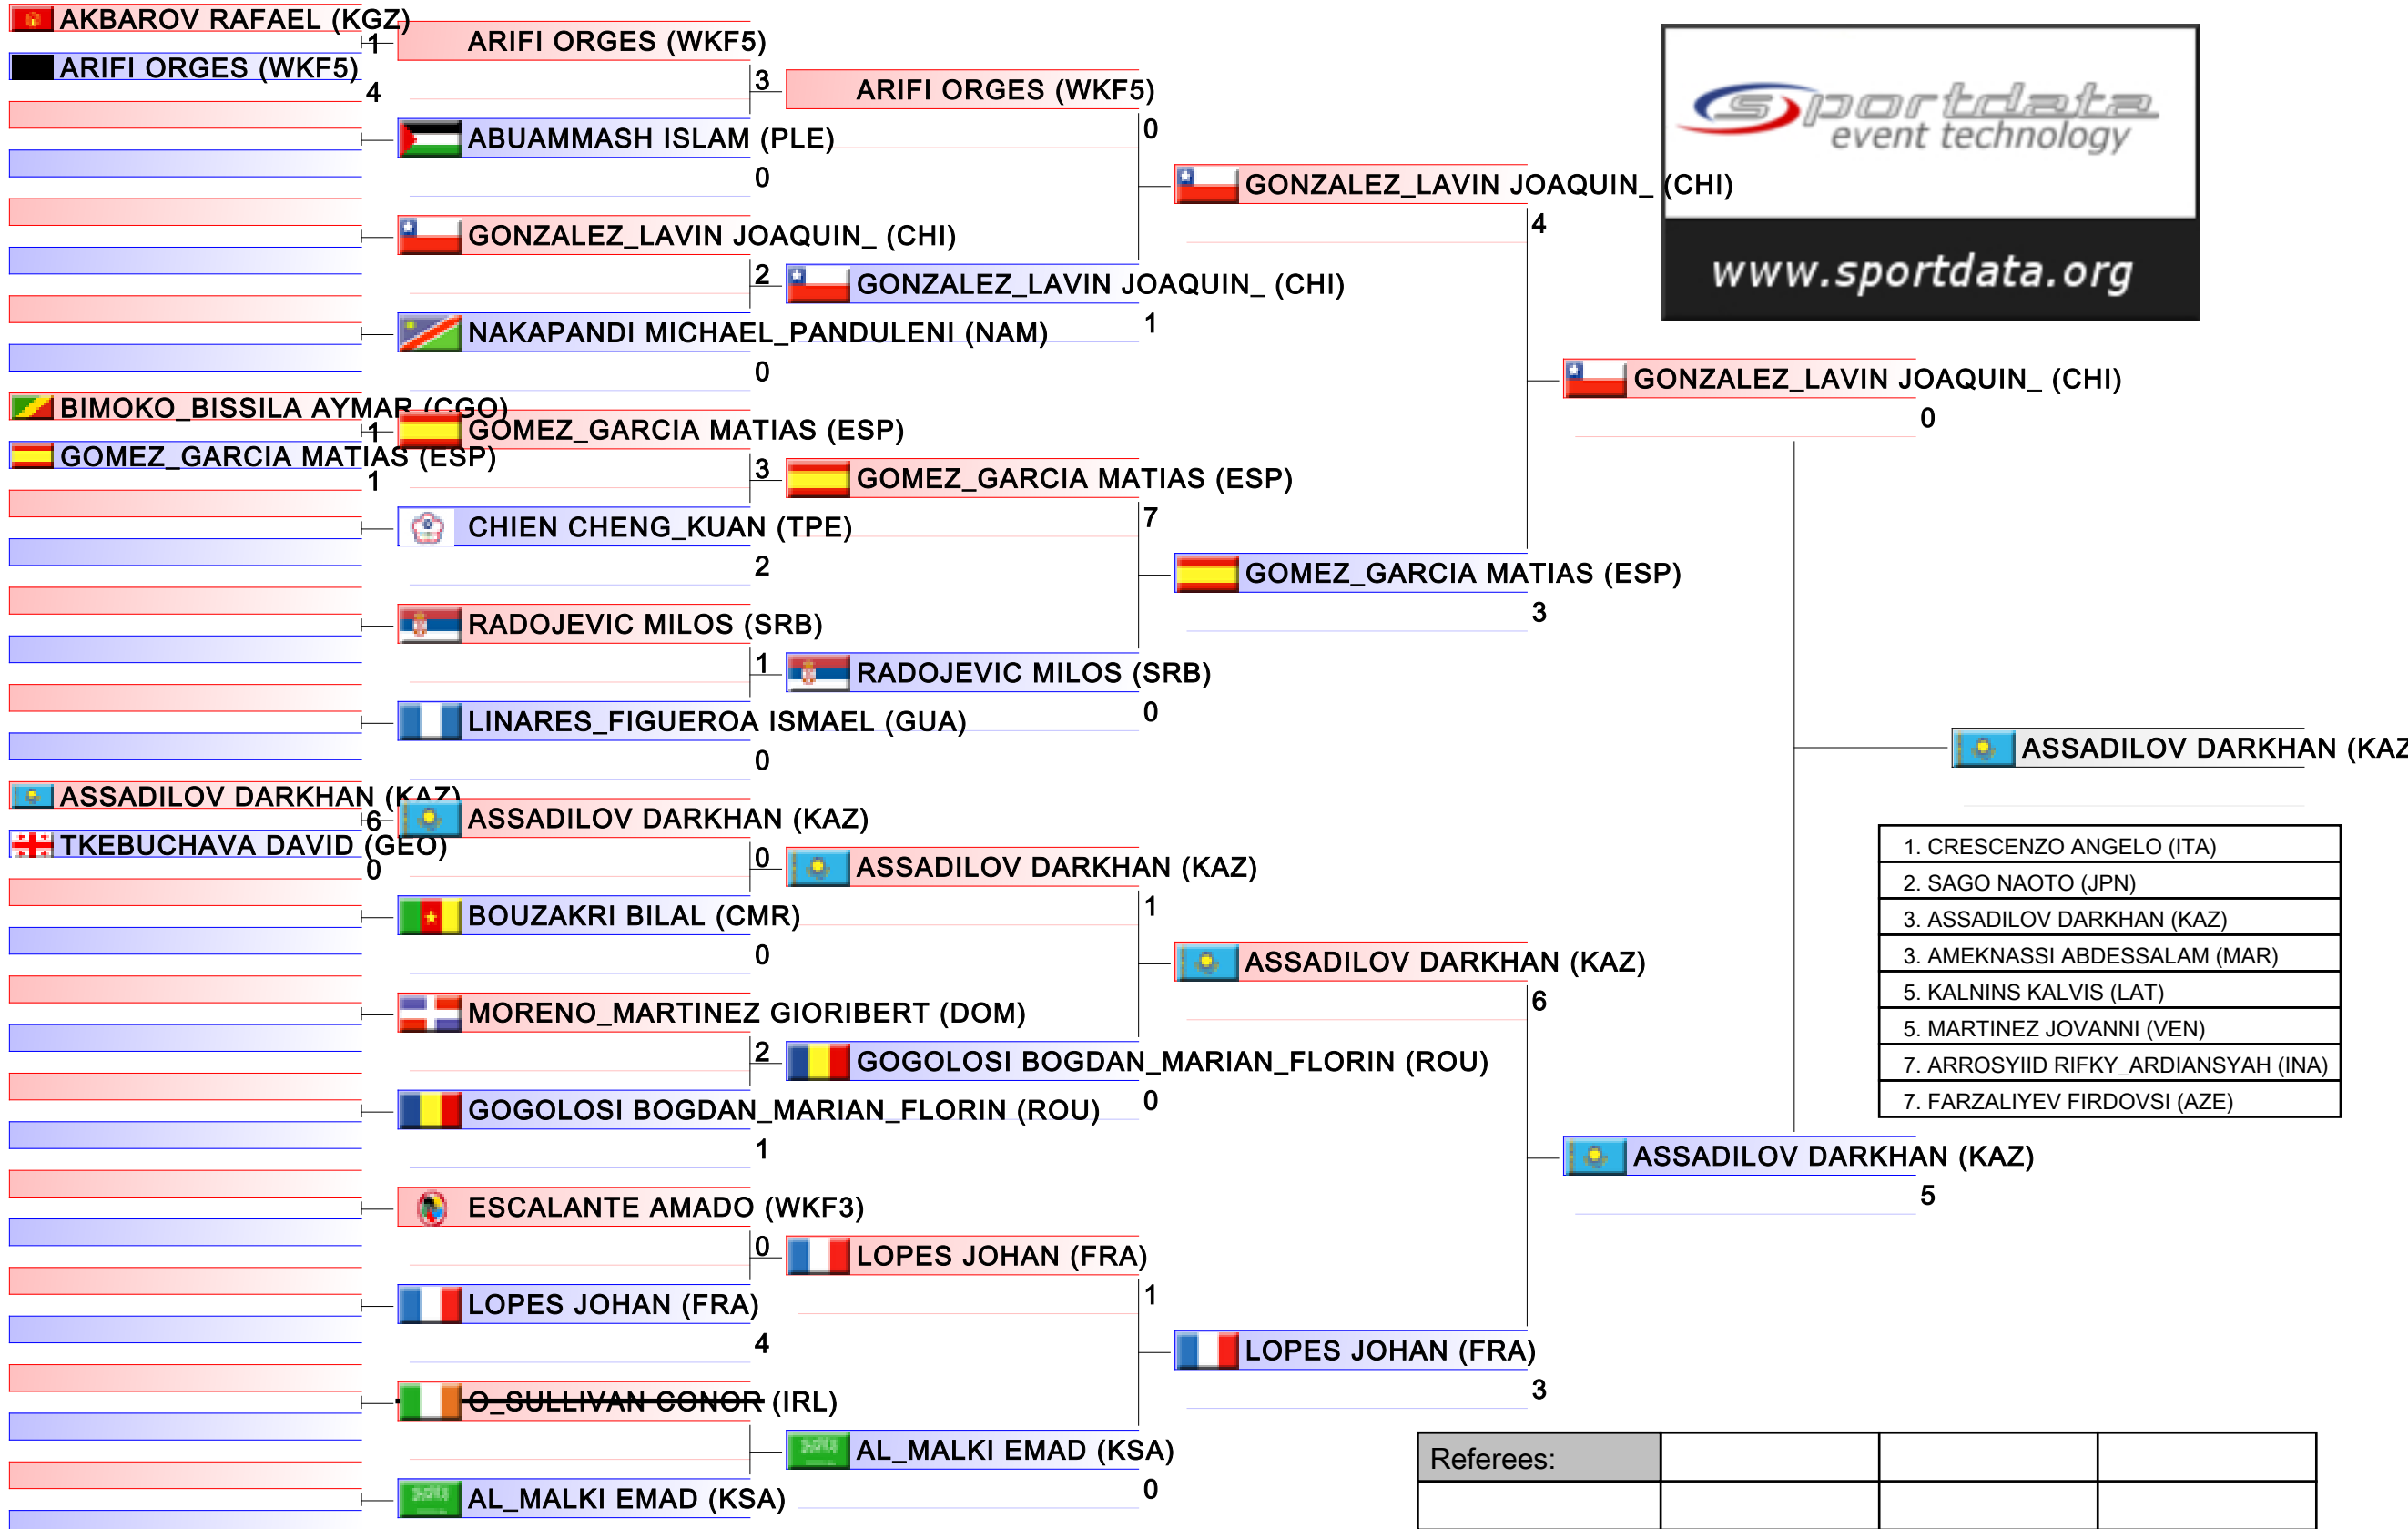 AKBAROV RAFAEL (KGZ)
1
ARIFI ORGES (WKF5)
4
BIMOKO_BISSILA AYMAR (CGO)
1
GOMEZ_GARCIA MATIAS (ESP)
1
ASSADILOV DARKHAN (KAZ)
6
TKEBUCHAVA DAVID (GEO)
0
ARIFI ORGES (WKF5)
3
ABUAMMASH ISLAM (PLE)
0
GONZALEZ_LAVIN JOAQUIN_ (CHI)
2
NAKAPANDI MICHAEL_PANDULENI (NAM)
0
GOMEZ_GARCIA MATIAS (ESP)
3
CHIEN CHENG_KUAN (TPE)
2
RADOJEVIC MILOS (SRB)
1
LINARES_FIGUEROA ISMAEL (GUA)
0
ASSADILOV DARKHAN (KAZ)
0
BOUZAKRI BILAL (CMR)
0
MORENO_MARTINEZ GIORIBERT (DOM)
2
GOGOLOSI BOGDAN_MARIAN_FLORIN (ROU)
1
ESCALANTE AMADO (WKF3)
0
LOPES JOHAN (FRA)
4
O_SULLIVAN CONOR (IRL)
AL_MALKI EMAD (KSA)
ARIFI ORGES (WKF5)
0
GONZALEZ_LAVIN JOAQUIN_ (CHI)
1
GOMEZ_GARCIA MATIAS (ESP)
7
RADOJEVIC MILOS (SRB)
0
ASSADILOV DARKHAN (KAZ)
1
GOGOLOSI BOGDAN_MARIAN_FLORIN (ROU)
0
LOPES JOHAN (FRA)
1
AL_MALKI EMAD (KSA)
0
GONZALEZ_LAVIN JOAQUIN_ (CHI)
4
GOMEZ_GARCIA MATIAS (ESP)
3
ASSADILOV DARKHAN (KAZ)
6
LOPES JOHAN (FRA)
3
GONZALEZ_LAVIN JOAQUIN_ (CHI)
0
ASSADILOV DARKHAN (KAZ)
5
ASSADILOV DARKHAN (KAZ
sportdata
event technology
www.sportdata.org
1. CRESCENZO ANGELO (ITA)
2. SAGO NAOTO (JPN)
3. ASSADILOV DARKHAN (KAZ)
3. AMEKNASSI ABDESSALAM (MAR)
5. KALNINS KALVIS (LAT)
5. MARTINEZ JOVANNI (VEN)
7. ARROSYIID RIFKY_ARDIANSYAH (INA)
7. FARZALIYEV FIRDOVSI (AZE)
Referees: